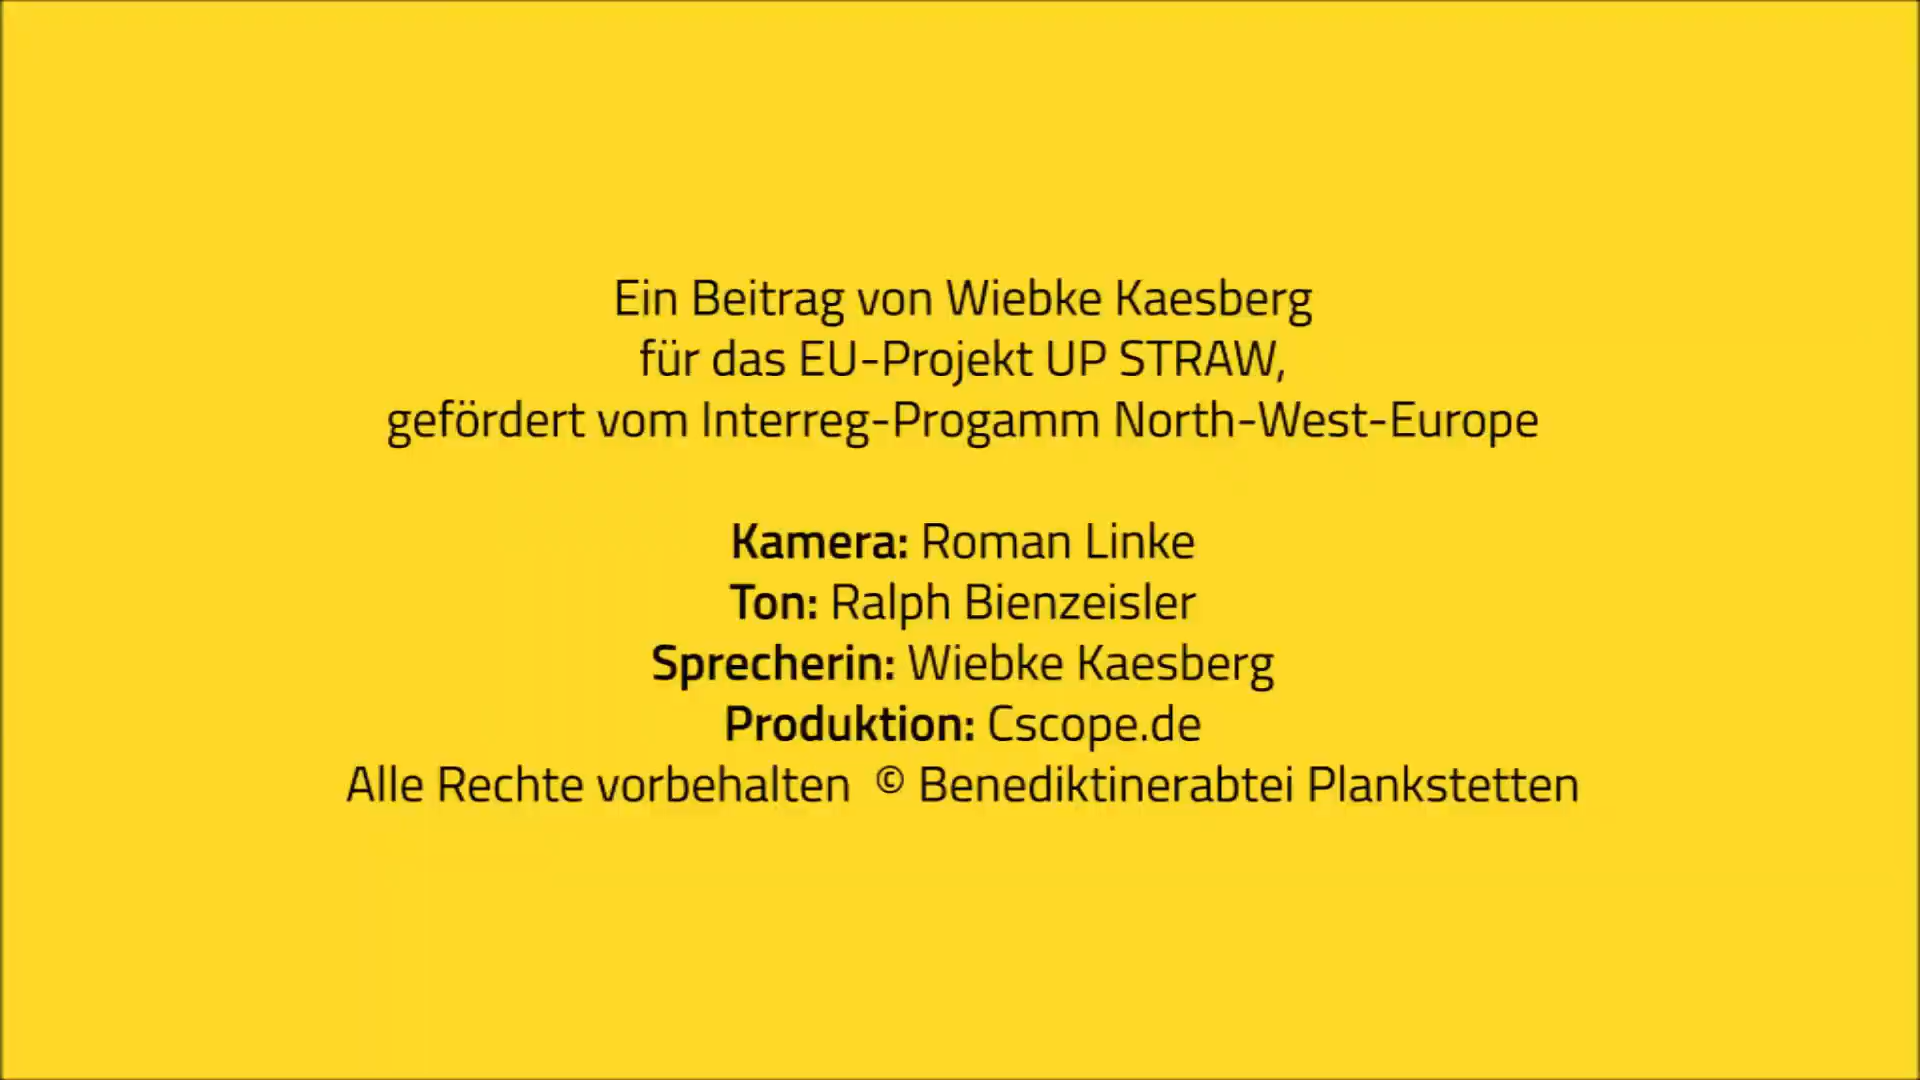 Ein Beitrag von Wiebke Kaesberg
für das EU-Projekt UP STRAW,
gefördert vom Interreg-Progamm North-West-Europe
Kamera: Roman Linke
Ton: Ralph Bienzeisler
Sprecherin: Wiebke Kaesberg
Produktion: Cscope.de
Alle Rechte vorbehalten © Benediktinerabtei Plankstetten